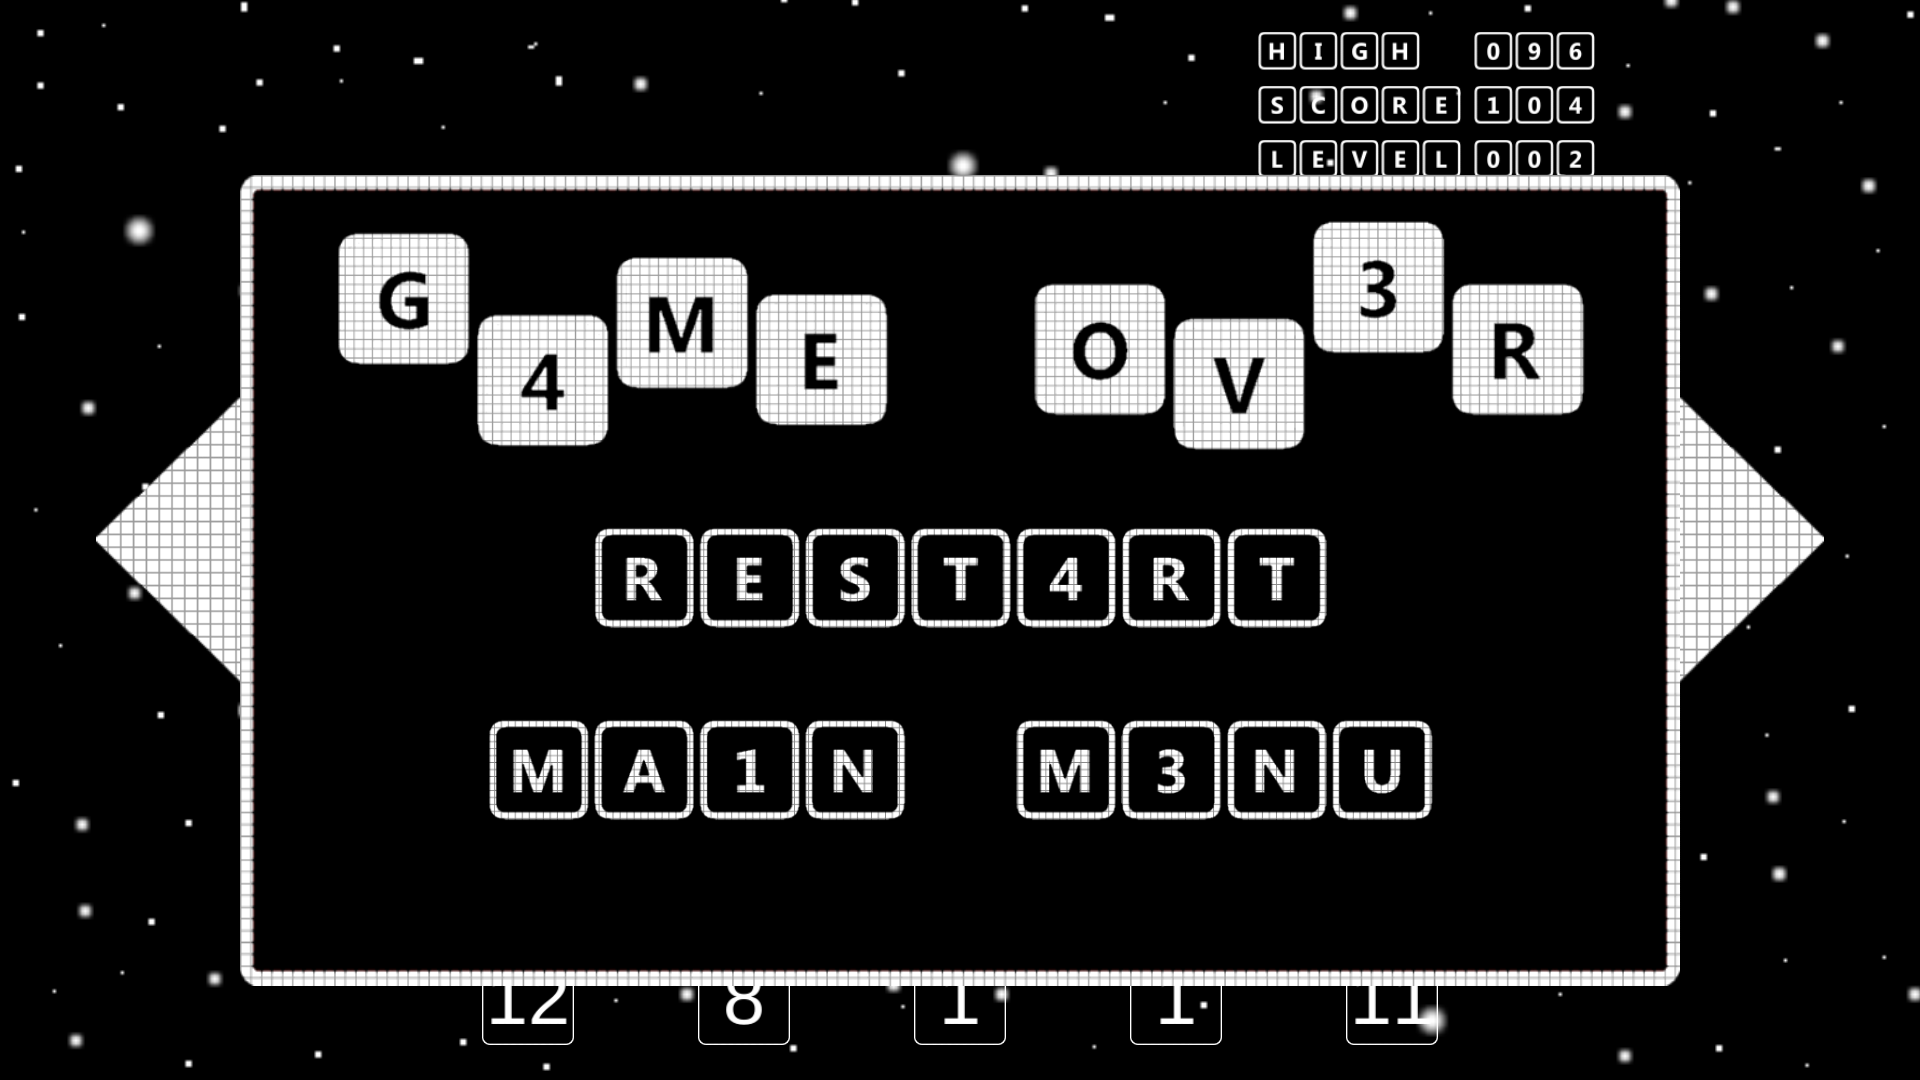 HIGH 096
SCORE 104
LEVEL 002
G4ME OV3R
REST4RT
MA1N M3NU
12 8 1 1 11